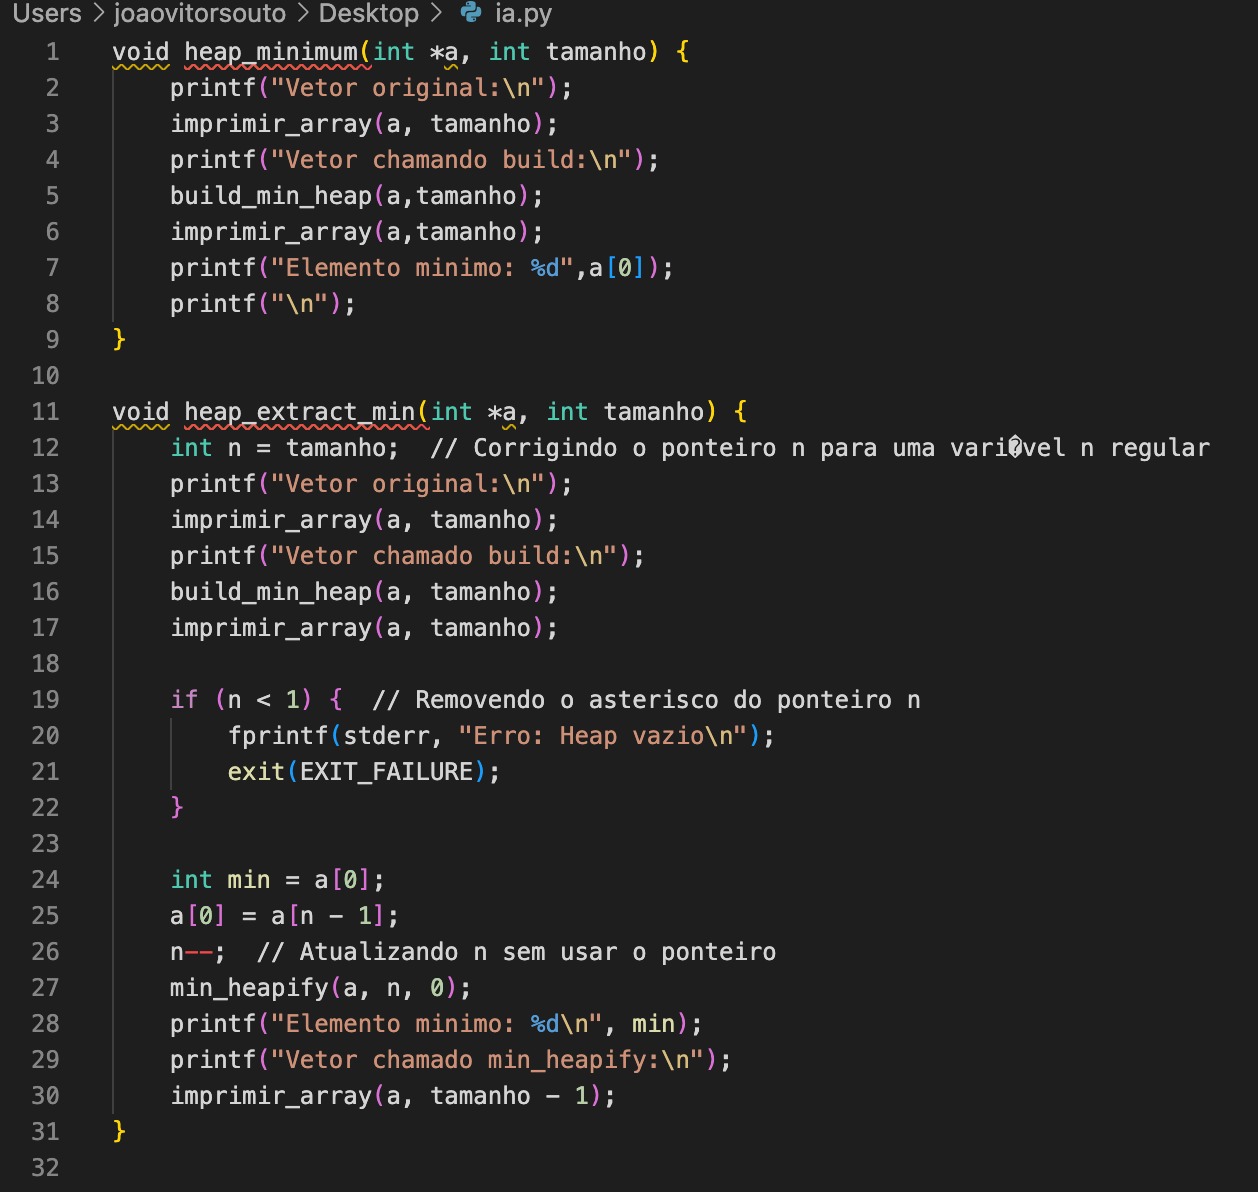 Users > joaovitorsouto > Desktop > ia.py
1 void heap_minimum(int *a, int tamanho) {
2     printf("Vetor original:\n");
3     imprimir_array(a, tamanho);
4     printf("Vetor chamando build:\n");
5     build_min_heap(a,tamanho);
6     imprimir_array(a,tamanho);
7     printf("Elemento minimo: %d",a[0]);
8     printf("\n");
9 }
10
11 void heap_extract_min(int *a, int tamanho) {
12     int n = tamanho;  // Corrigindo o ponteiro n para uma vari�vel n regular
13     printf("Vetor original:\n");
14     imprimir_array(a, tamanho);
15     printf("Vetor chamado build:\n");
16     build_min_heap(a, tamanho);
17     imprimir_array(a, tamanho);
18
19     if (n < 1) {  // Removendo o asterisco do ponteiro n
20         fprintf(stderr, "Erro: Heap vazio\n");
21         exit(EXIT_FAILURE);
22     }
23
24     int min = a[0];
25     a[0] = a[n - 1];
26     n--;  // Atualizando n sem usar o ponteiro
27     min_heapify(a, n, 0);
28     printf("Elemento minimo: %d\n", min);
29     printf("Vetor chamado min_heapify:\n");
30     imprimir_array(a, tamanho - 1);
31 }
32